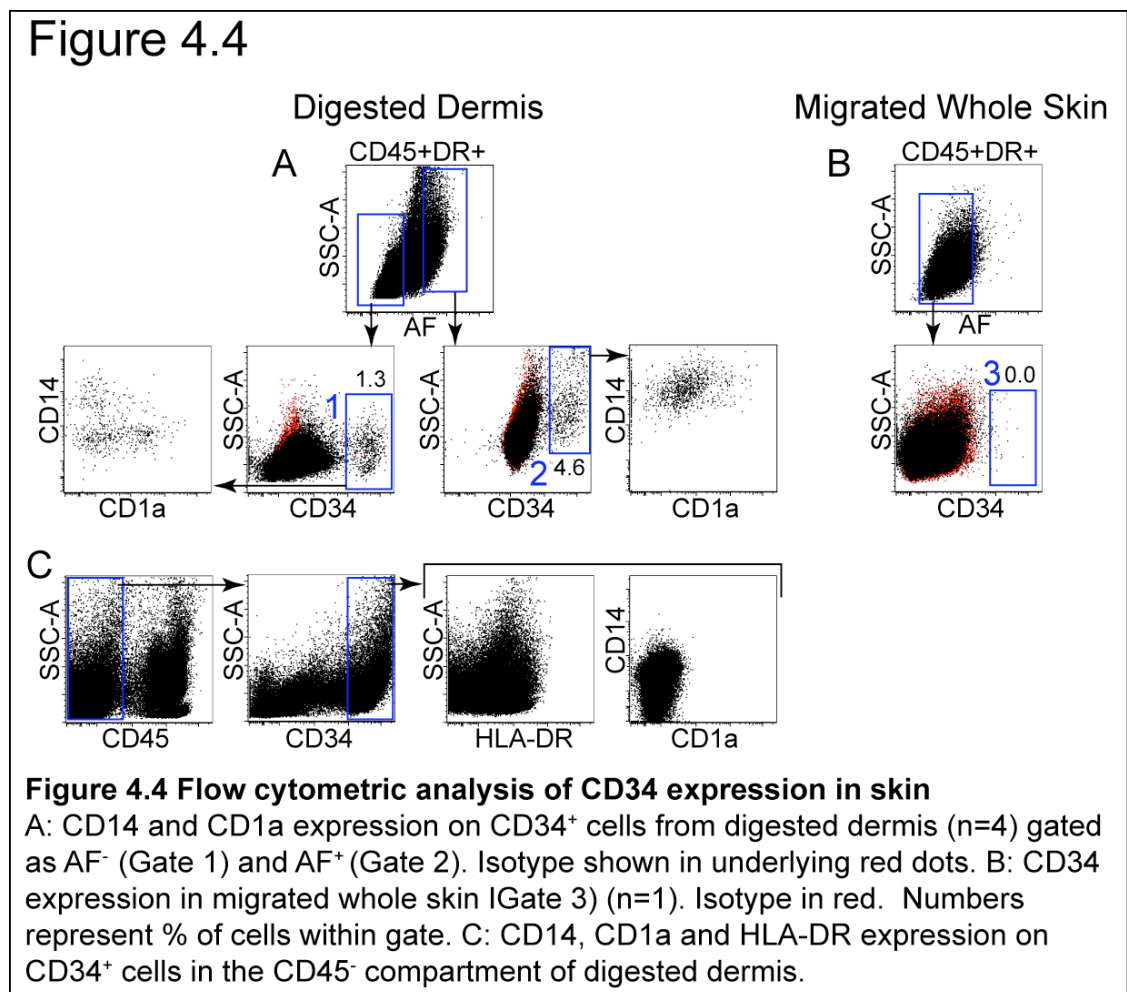 Figure 4.4
Digested Dermis
Migrated Whole Skin
A
CD45+DR+
SSC-A
AF
B
CD45+DR+
SSC-A
AF
CD14
CD1a
SSC-A
1
1.3
CD34
SSC-A
2
4.6
CD34
CD14
CD1a
SSC-A
3
0.0
CD34
C
SSC-A
CD45
SSC-A
CD34
SSC-A
HLA-DR
CD14
CD1a
Figure 4.4 Flow cytometric analysis of CD34 expression in skin
A: CD14 and CD1a expression on CD34⁺ cells from digested dermis (n=4) gated
as AF⁻ (Gate 1) and AF⁺ (Gate 2). Isotype shown in underlying red dots. B: CD34
expression in migrated whole skin IGate 3) (n=1). Isotype in red.  Numbers
represent % of cells within gate. C: CD14, CD1a and HLA-DR expression on
CD34⁺ cells in the CD45⁻ compartment of digested dermis.